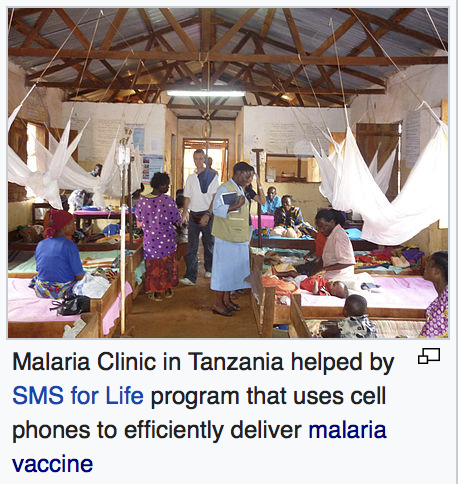 Malaria Clinic in Tanzania helped by
SMS for Life program that uses cell
phones to efficiently deliver malaria
vaccine